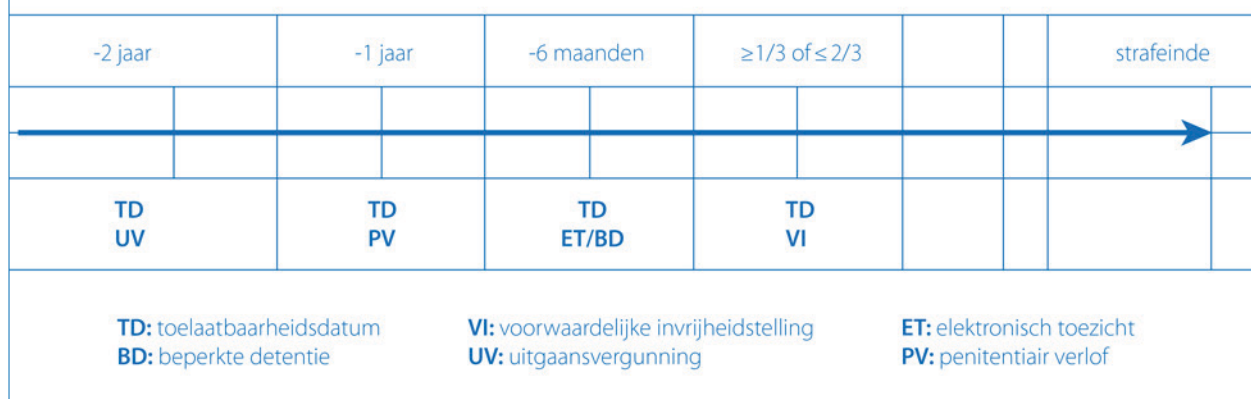 -2 jaar -1 jaar -6 maanden ≥1/3 of ≤ 2/3 strafeinde
TD TD TD TD
UV PV ET/BD VI
TD: toelaatbaarheidsdatum VI: voorwaardelijke invrijheidstelling ET: elektronisch toezicht
BD: beperkte detentie UV: uitgaansvergunning PV: penitentiair verlof